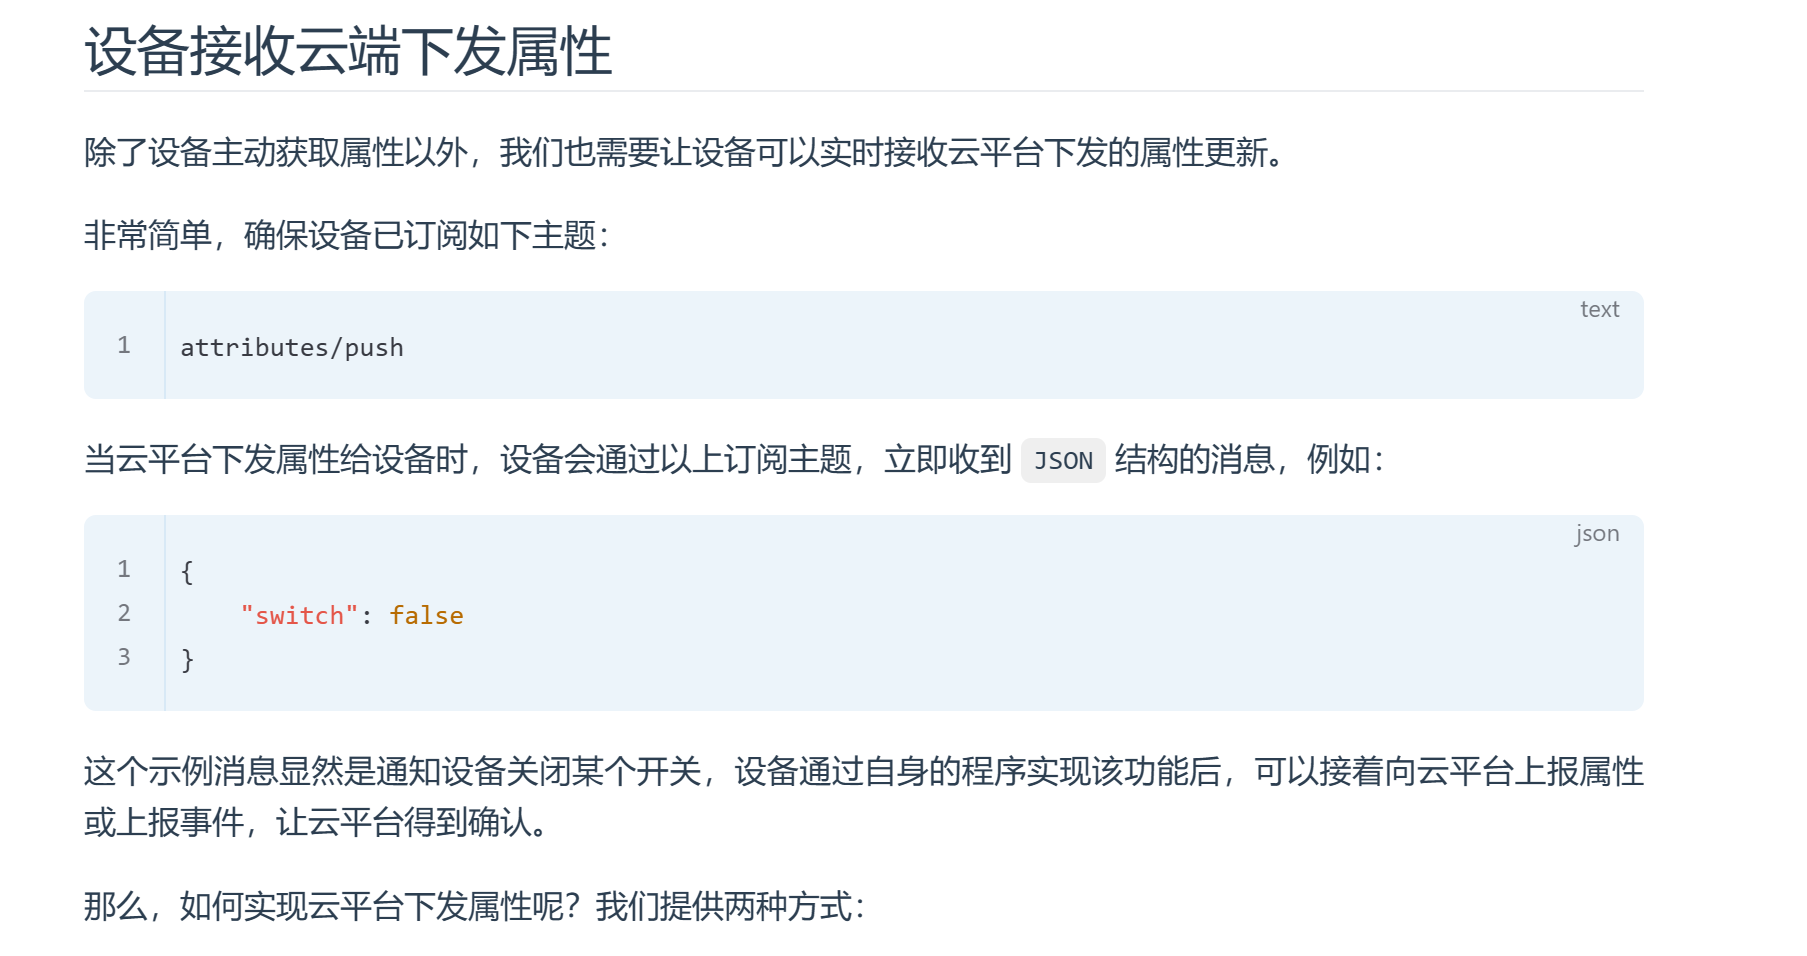 设备接收云端下发属性
除了设备主动获取属性以外，我们也需要让设备可以实时接收云平台下发的属性更新。
非常简单，确保设备已订阅如下主题：
text
1 attributes/push
当云平台下发属性给设备时，设备会通过以上订阅主题，立即收到 JSON 结构的消息，例如：
json
1 {
2     "switch": false
3 }
这个示例消息显然是通知设备关闭某个开关，设备通过自身的程序实现该功能后，可以接着向云平台上报属性
或上报事件，让云平台得到确认。
那么，如何实现云平台下发属性呢？我们提供两种方式：